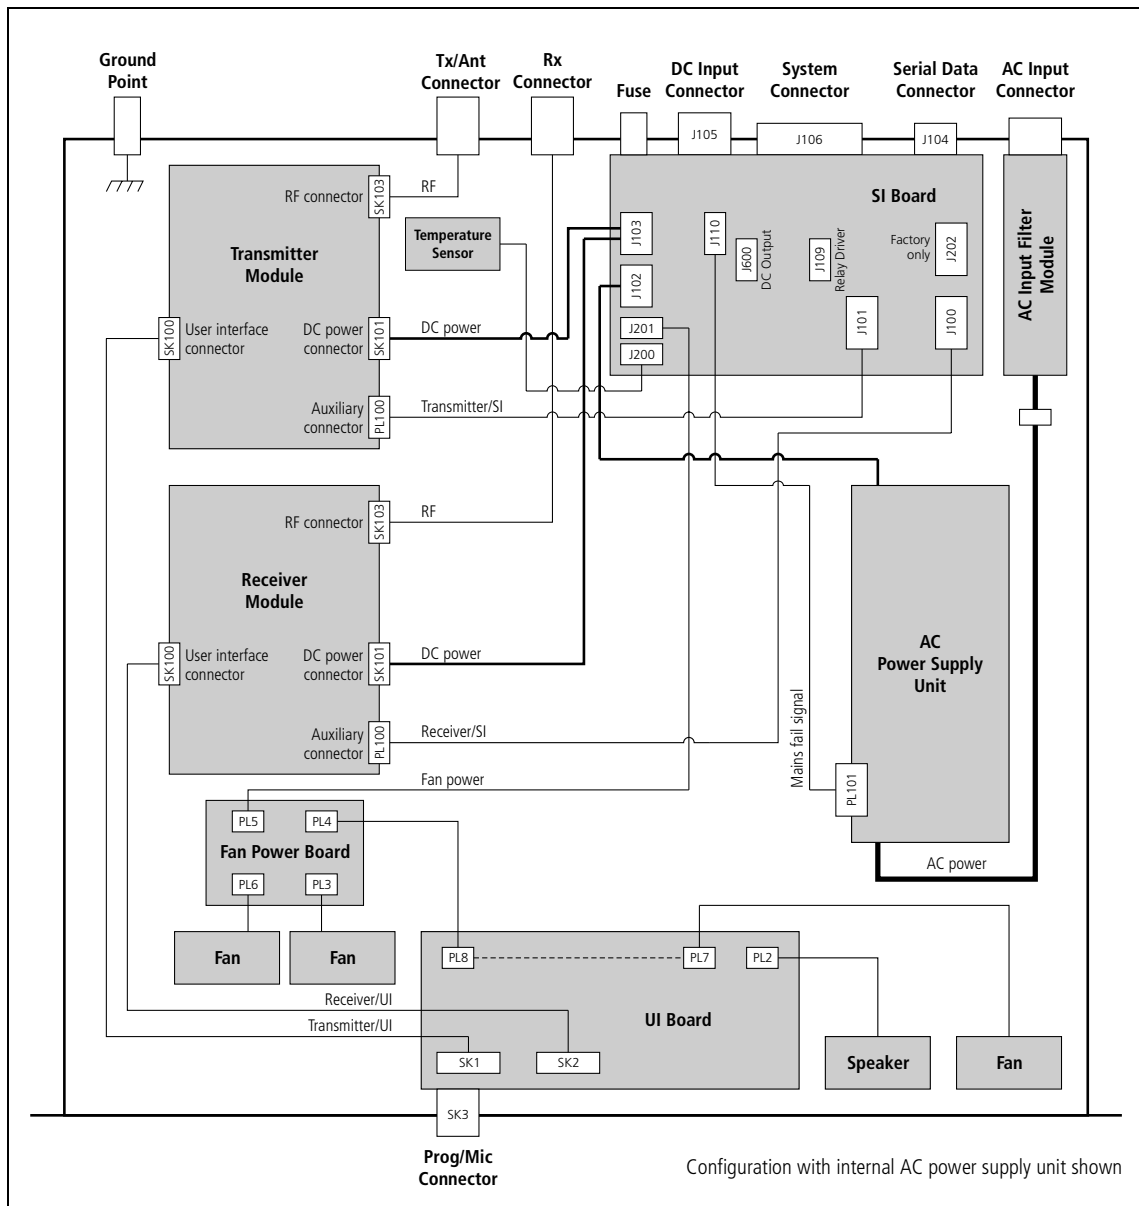 Ground
Point
Tx/Ant
Connector
Rx
Connector
Fuse
DC Input
Connector
System
Connector
Serial Data
Connector
AC Input
Connector
J105
J106
J104
SI Board
AC Input Filter
Module
RF connector
SK103
RF
Transmitter
Module
Temperature
Sensor
J103
J110
J600
DC Output
J109
Relay Driver
Factory
only
J202
J102
SK100
User interface
connector
DC power
connector
SK101
DC power
J201
J200
J101
J100
Auxiliary
connector
PL100
Transmitter/SI
RF connector
SK103
RF
Receiver
Module
SK100
User interface
connector
DC power
connector
SK101
DC power
AC
Power Supply
Unit
Auxiliary
connector
PL100
Receiver/SI
Mains fail signal
PL101
Fan power
PL5
PL4
Fan Power Board
PL6
PL3
AC power
Fan
Fan
PL8
PL7
PL2
Receiver/UI
Transmitter/UI
UI Board
SK1
SK2
Speaker
Fan
SK3
Prog/Mic
Connector
Configuration with internal AC power supply unit shown